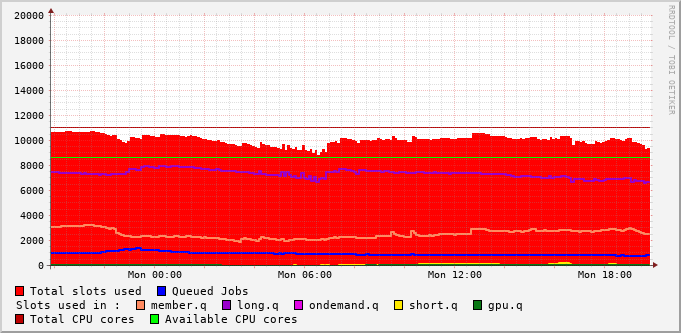 20000
18000
16000
14000
12000
10000
8000
6000
4000
2000
0
Mon 00:00 Mon 06:00 Mon 12:00 Mon 18:00
RRDTOOL / TOBI OETIKER
Total slots used Queued Jobs
Slots used in : member.q long.q ondemand.q short.q gpu.q
Total CPU cores Available CPU cores